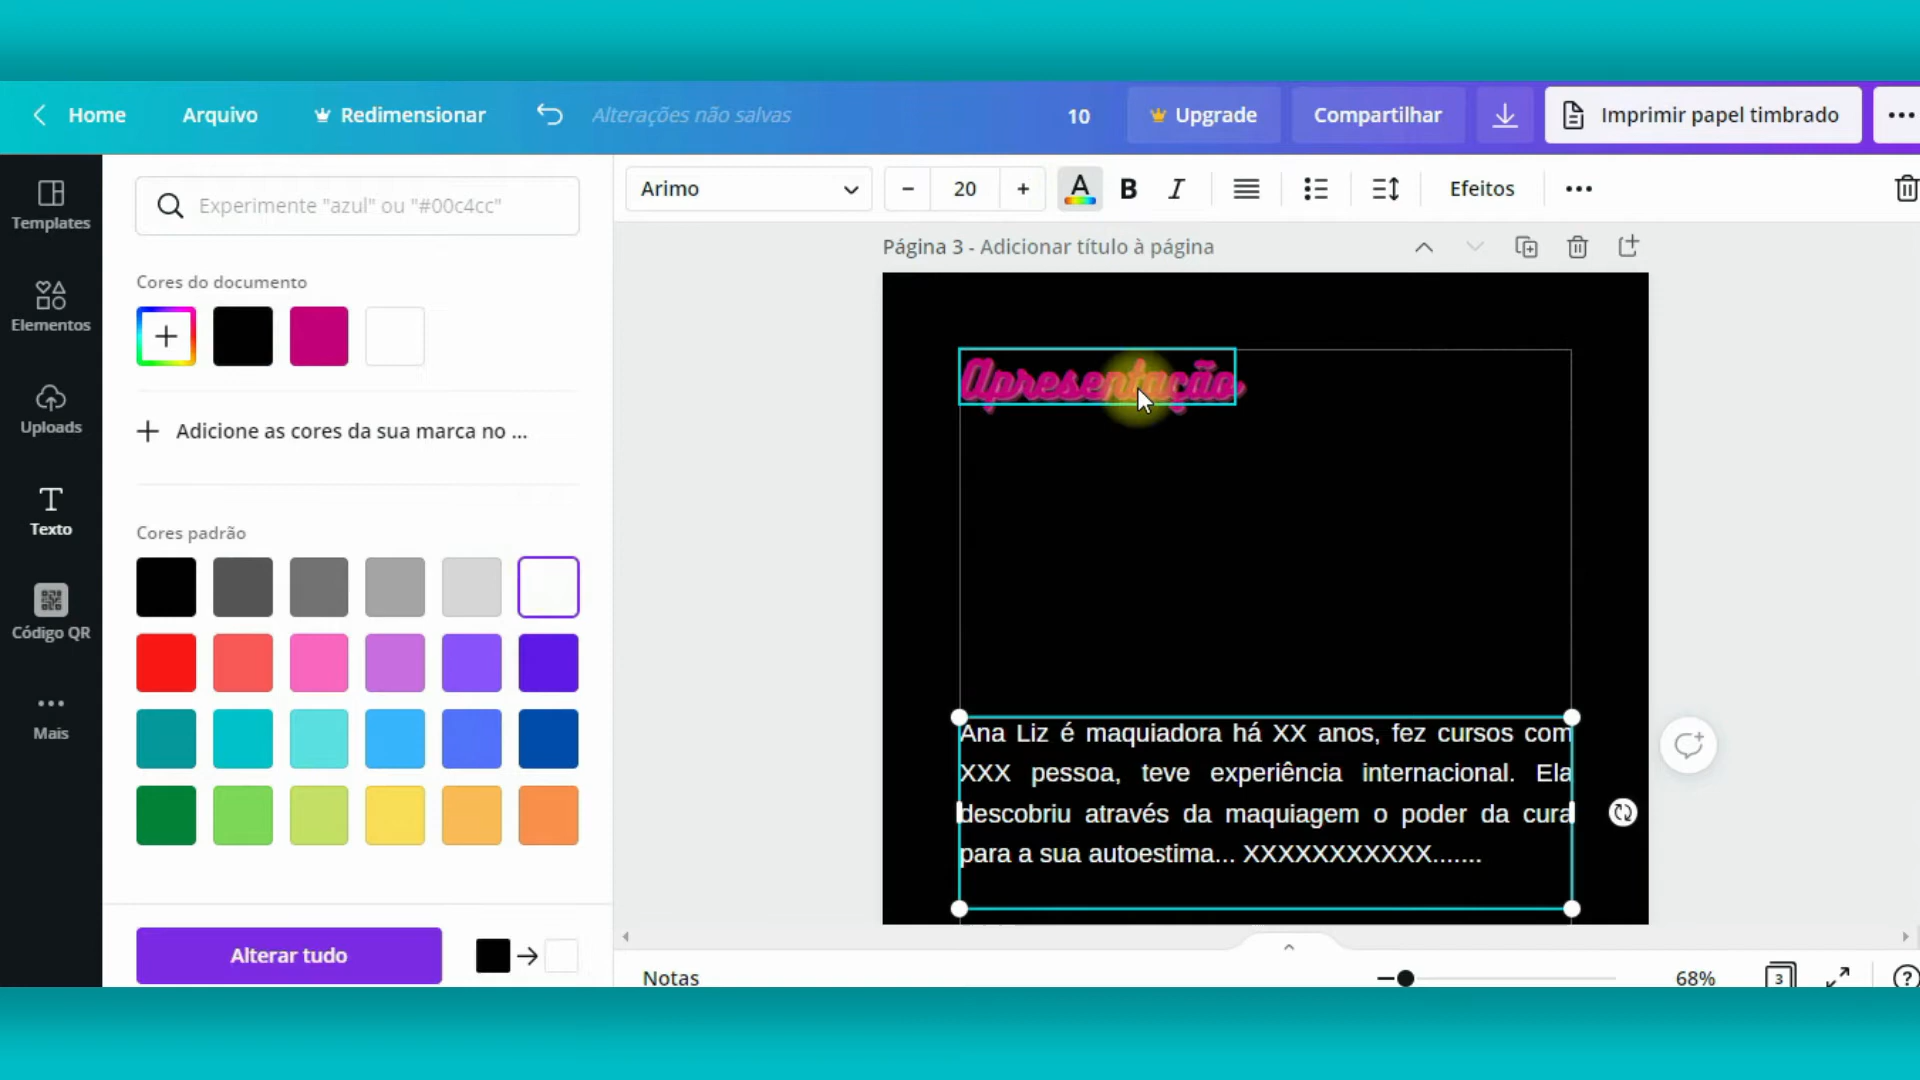 Home Arquivo Redimensionar Alterações não salvas 10 Upgrade Compartilhar Imprimir papel timbrado
Templates
Elementos
Uploads
Texto
Código QR
Mais
Experimente "azul" ou "#00c4cc"
Cores do documento
+
Adicione as cores da sua marca no ...
Cores padrão
Alterar tudo
Arimo 20 A B I Efeitos
Página 3 - Adicionar título à página
Apresentação
Ana Liz é maquiadora há XX anos, fez cursos com
XXX pessoa, teve experiência internacional. Ela
descobriu através da maquiagem o poder da cura
para a sua autoestima... XXXXXXXXXXX.......
Notas 68% 3 ?